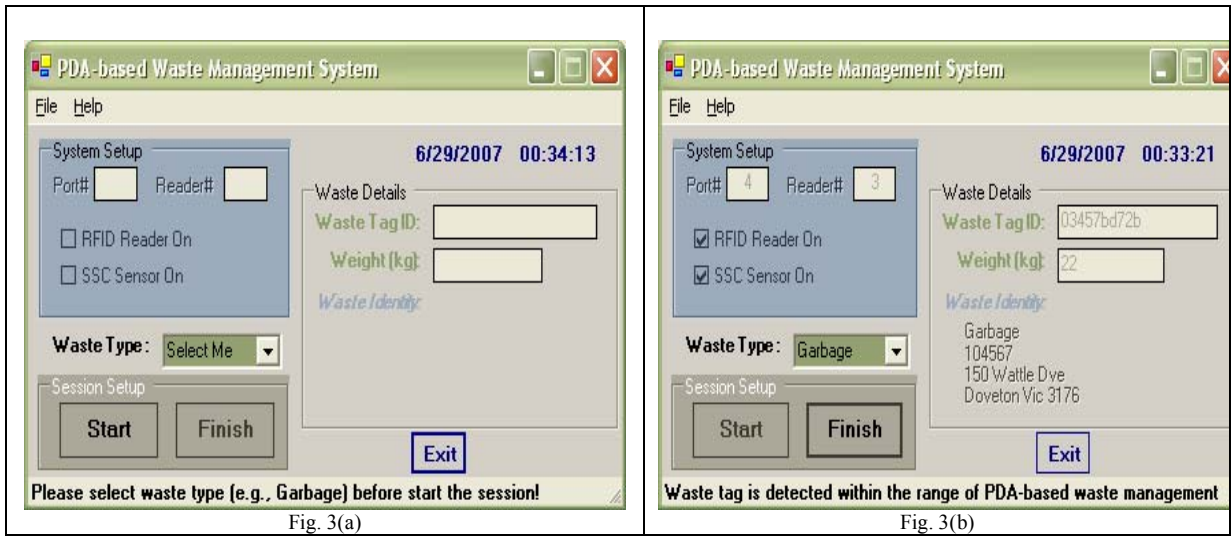 PDA-based Waste Management System
File Help
System Setup
Port# Reader#
RFID Reader On
SSC Sensor On
6/29/2007 00:34:13
Waste Details
Waste Tag ID:
Weight (kg):
Waste Identity:
Waste Type: Select Me
Session Setup
Start Finish
Exit
Please select waste type (e.g., Garbage) before start the session!
Fig. 3(a)
PDA-based Waste Management System
File Help
System Setup
Port# 4 Reader# 3
RFID Reader On
SSC Sensor On
6/29/2007 00:33:21
Waste Details
Waste Tag ID: 03457bd72b
Weight (kg): 22
Waste Identity:
Garbage
104567
150 Wattle Dve
Doveton Vic 3176
Waste Type: Garbage
Session Setup
Start Finish
Exit
Waste tag is detected within the range of PDA-based waste management
Fig. 3(b)